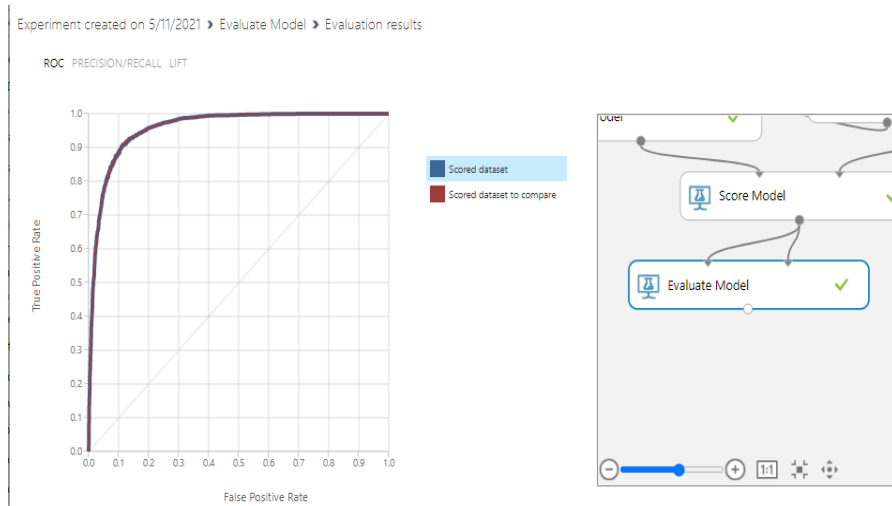 Experiment created on 5/11/2021 › Evaluate Model › Evaluation results
ROC PRECISION/RECALL LIFT
True Positive Rate
1.0
0.9
0.8
0.7
0.6
0.5
0.4
0.3
0.2
0.1
0.0
0.0 0.1 0.2 0.3 0.4 0.5 0.6 0.7 0.8 0.9 1.0
False Positive Rate
Scored dataset
Scored dataset to compare
Score Model
Evaluate Model
1:1